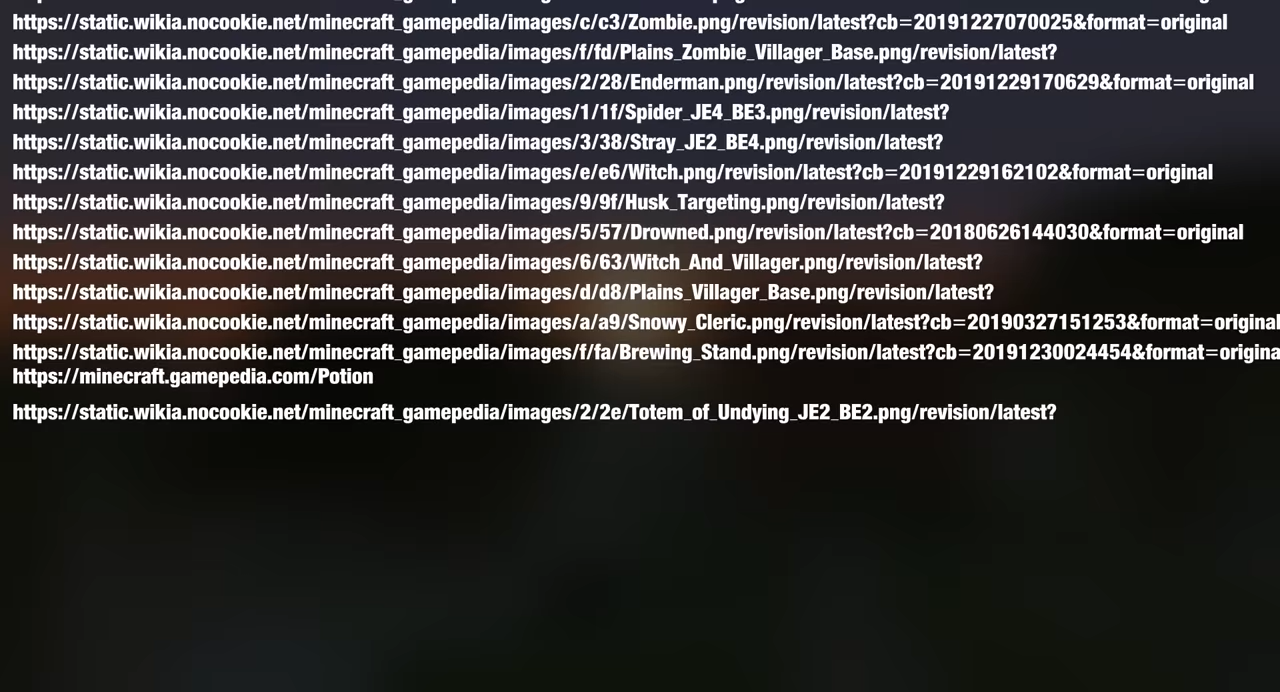 https://static.wikia.nocookie.net/minecraft_gamepedia/images/c/c3/Zombie.png/revision/latest?cb=20191227070025&format=original
https://static.wikia.nocookie.net/minecraft_gamepedia/images/f/fd/Plains_Zombie_Villager_Base.png/revision/latest?
https://static.wikia.nocookie.net/minecraft_gamepedia/images/2/28/Enderman.png/revision/latest?cb=20191229170629&format=original
https://static.wikia.nocookie.net/minecraft_gamepedia/images/1/1f/Spider_JE4_BE3.png/revision/latest?
https://static.wikia.nocookie.net/minecraft_gamepedia/images/3/38/Stray_JE2_BE4.png/revision/latest?
https://static.wikia.nocookie.net/minecraft_gamepedia/images/e/e6/Witch.png/revision/latest?cb=20191229162102&format=original
https://static.wikia.nocookie.net/minecraft_gamepedia/images/9/9f/Husk_Targeting.png/revision/latest?
https://static.wikia.nocookie.net/minecraft_gamepedia/images/5/57/Drowned.png/revision/latest?cb=20180626144030&format=original
https://static.wikia.nocookie.net/minecraft_gamepedia/images/6/63/Witch_And_Villager.png/revision/latest?
https://static.wikia.nocookie.net/minecraft_gamepedia/images/d/d8/Plains_Villager_Base.png/revision/latest?
https://static.wikia.nocookie.net/minecraft_gamepedia/images/a/a9/Snowy_Cleric.png/revision/latest?cb=20190327151253&format=original
https://static.wikia.nocookie.net/minecraft_gamepedia/images/f/fa/Brewing_Stand.png/revision/latest?cb=20191230024454&format=origina
https://minecraft.gamepedia.com/Potion
https://static.wikia.nocookie.net/minecraft_gamepedia/images/2/2e/Totem_of_Undying_JE2_BE2.png/revision/latest?